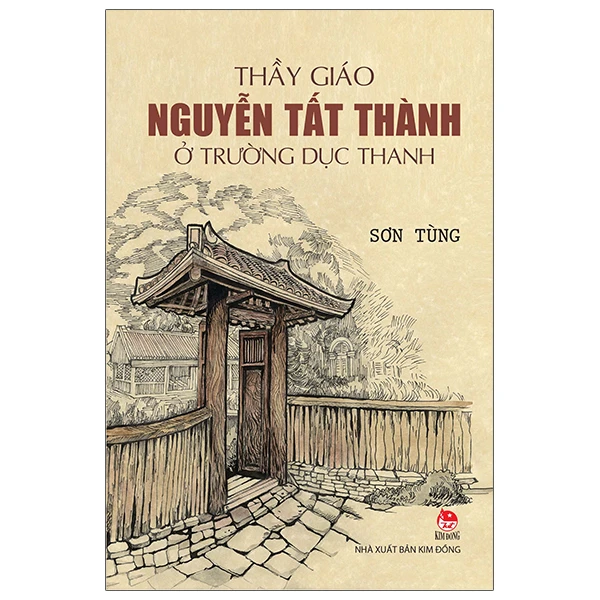 THẦY GIÁO
NGUYỄN TẤT THÀNH
Ở TRƯỜNG DỤC THANH
SƠN TÙNG
KIM ĐỒNG
NHÀ XUẤT BẢN KIM ĐỒNG